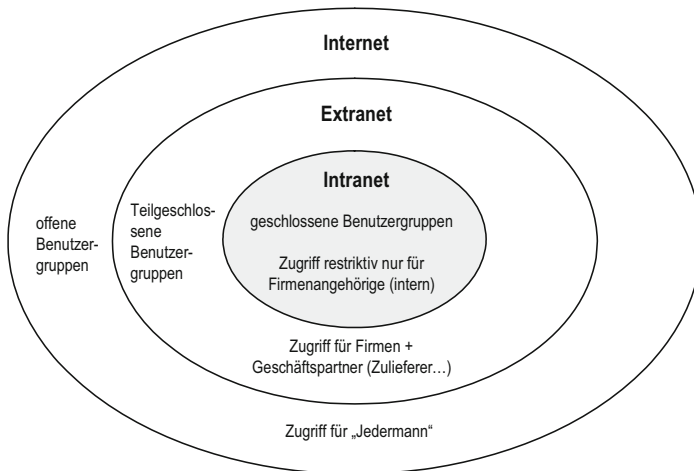 Internet
Extranet
Intranet
offene
Benutzer-
gruppen
Teilgeschlos-
sene
Benutzer-
gruppen
geschlossene Benutzergruppen
Zugriff restriktiv nur für
Firmenangehörige (intern)
Zugriff für Firmen +
Geschäftspartner (Zulieferer…)
Zugriff für „Jedermann“